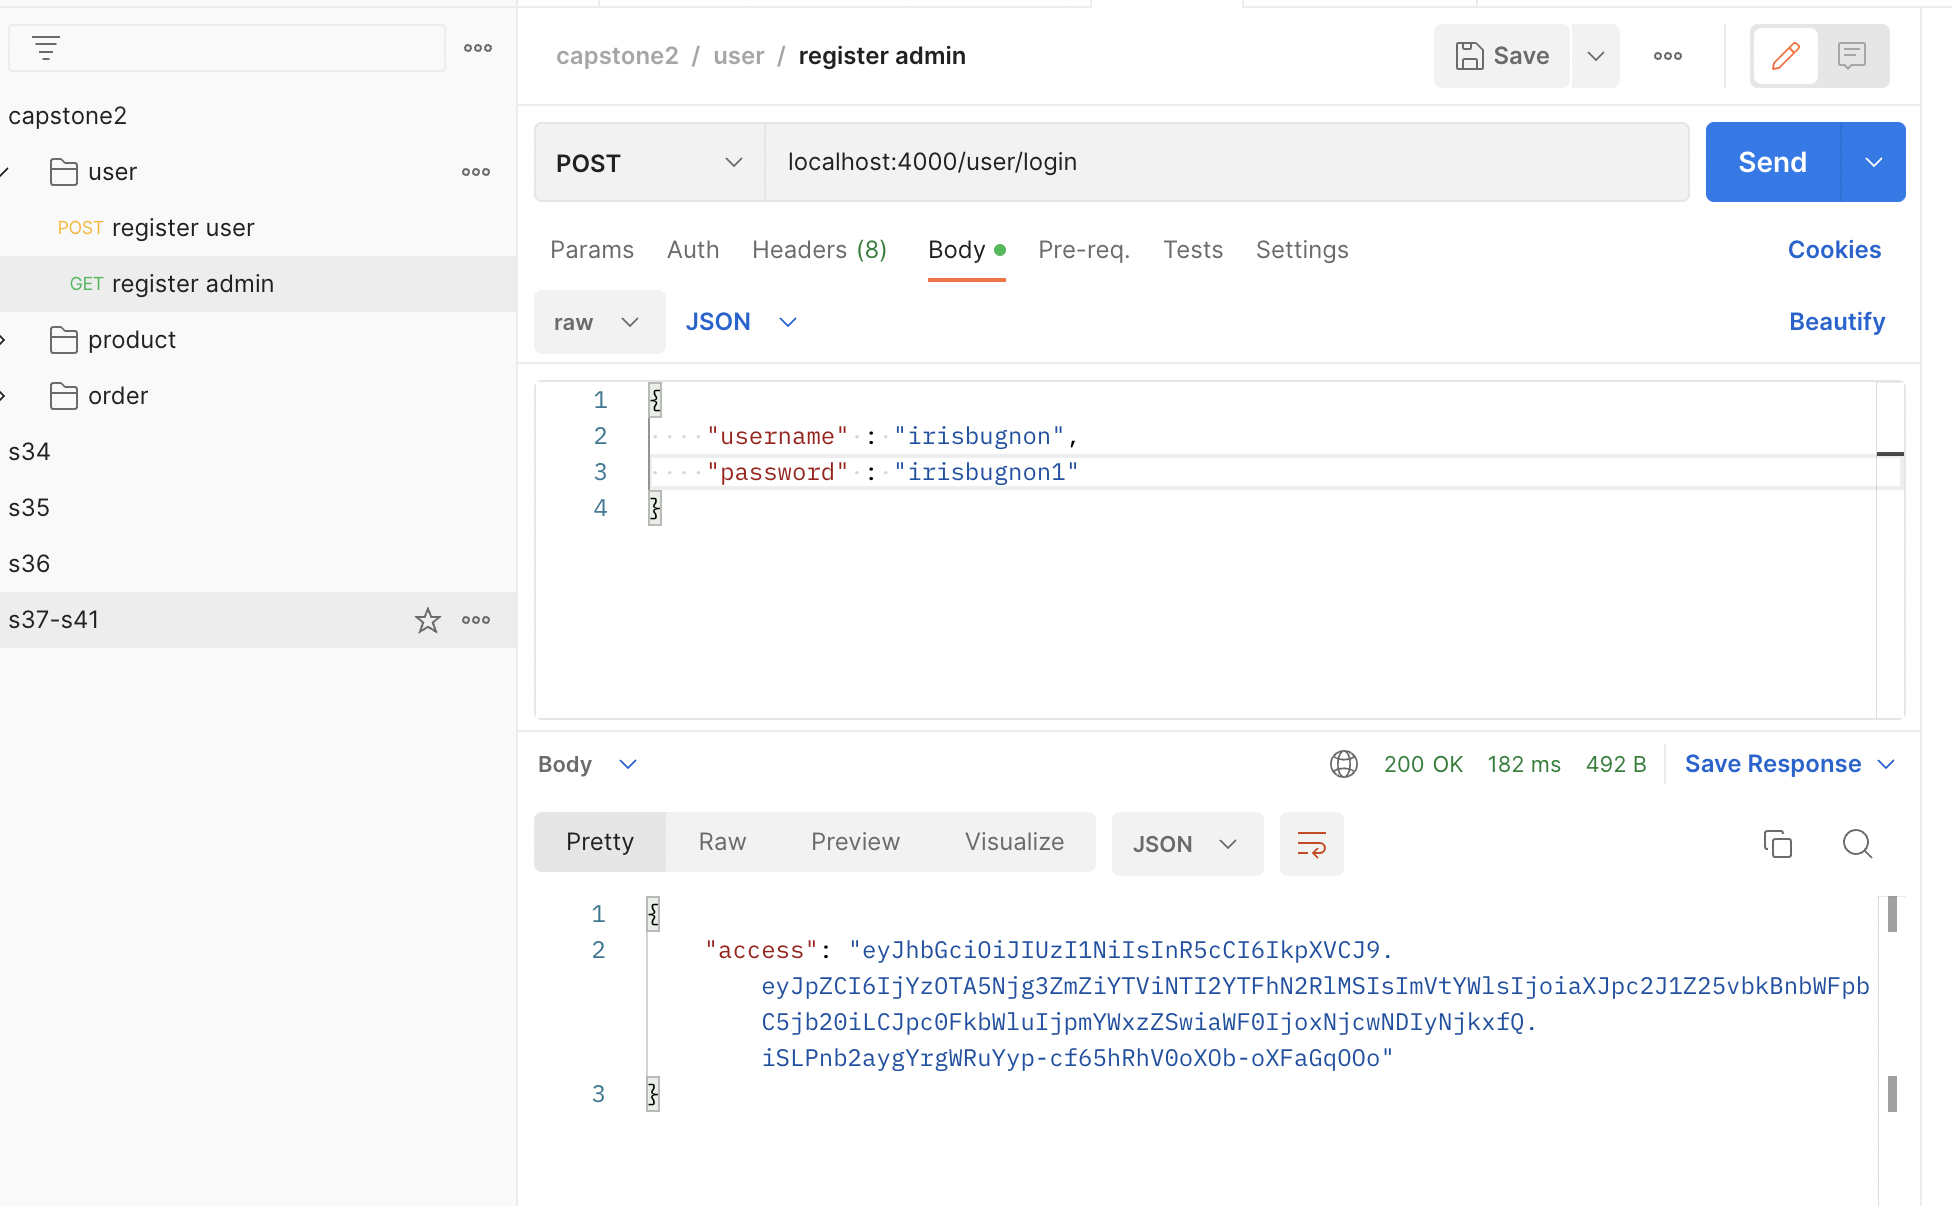 capstone2 / user / register admin
Save
capstone2
user
POST register user
GET register admin
product
order
s34
s35
s36
s37-s41
POST
localhost:4000/user/login
Send
Params Auth Headers (8) Body Pre-req. Tests Settings Cookies
raw JSON Beautify
1 {
2 "username" : "irisbugnon",
3 "password" : "irisbugnon1"
4 }
Body 200 OK 182 ms 492 B Save Response
Pretty Raw Preview Visualize JSON
1 {
2 "access": "eyJhbGciOiJIUzI1NiIsInR5cCI6IkpXVCJ9.
eyJpZCI6IjYzOTA5Njg3ZmZiYTViNTI2YTFhN2RlMSIsImVtYWlsIjoiaXJpc2J1Z25vbkBnbWFpb
C5jb20iLCJpc0FkbWluIjpmYWxzZSwiaWF0IjoxNjcwNDIyNjkxfQ.
iSLPnb2aygYrgWRuYyp-cf65hRhV0oXOb-oXFaGqOOo"
3 }